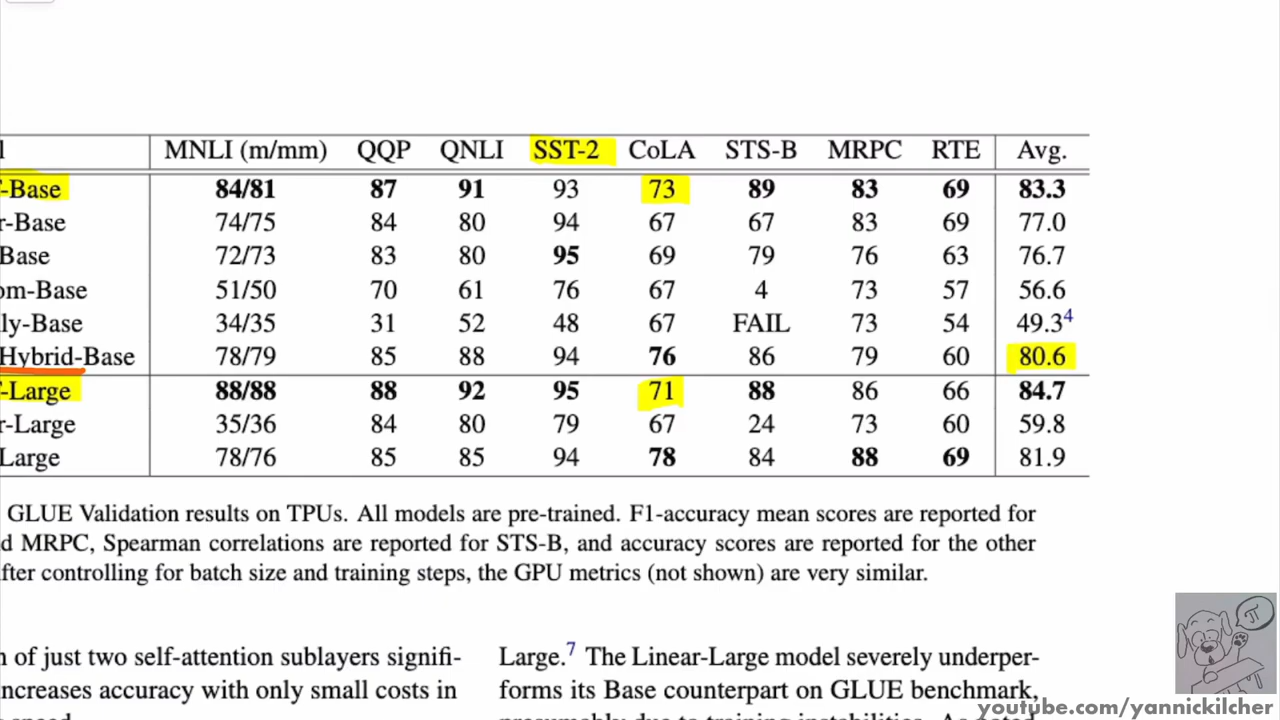 l MNLI (m/mm) QQP QNLI SST-2 CoLA STS-B MRPC RTE Avg.
-Base 84/81 87 91 93 73 89 83 69 83.3
r-Base 74/75 84 80 94 67 67 83 69 77.0
Base 72/73 83 80 95 69 79 76 63 76.7
om-Base 51/50 70 61 76 67 4 73 57 56.6
ly-Base 34/35 31 52 48 67 FAIL 73 54 49.3⁴
Hybrid-Base 78/79 85 88 94 76 86 79 60 80.6
-Large 88/88 88 92 95 71 88 86 66 84.7
r-Large 35/36 84 80 79 67 24 73 60 59.8
Large 78/76 85 85 94 78 84 88 69 81.9
GLUE Validation results on TPUs. All models are pre-trained. F1-accuracy mean scores are reported for
d MRPC, Spearman correlations are reported for STS-B, and accuracy scores are reported for the other
fter controlling for batch size and training steps, the GPU metrics (not shown) are very similar.
n of just two self-attention sublayers signifi-
ncreases accuracy with only small costs in
speed.
Large.⁷ The Linear-Large model severely underper-
forms its Base counterpart on GLUE benchmark,
presumably due to training instabilities. As noted
π
youtube.com/yannickilcher